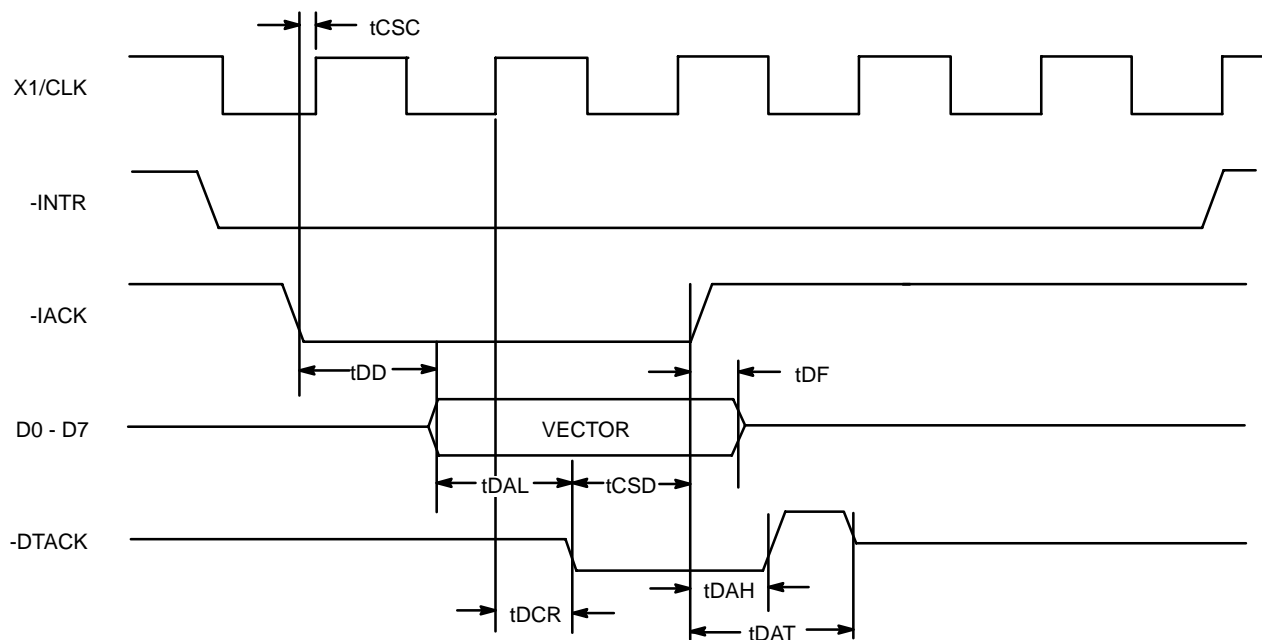 tCSC
X1/CLK
-INTR
-IACK
tDD
tDF
D0 - D7
VECTOR
tDAL
tCSD
-DTACK
tDAH
tDCR
tDAT